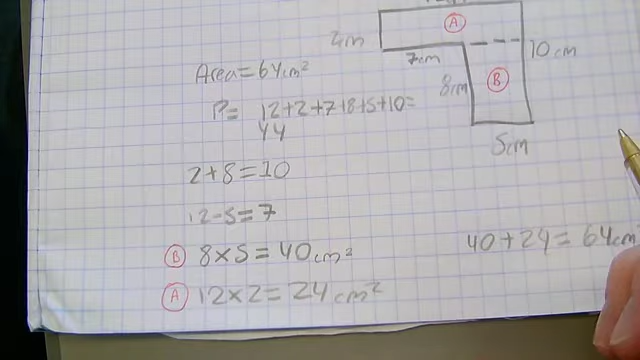 A
2cm
7cm
10cm
8cm
B
5cm
Area = 64cm²
P = 12+2+7+8+5+10=
44
2+8=10
12-5=7
B 8×5 = 40cm²
A 12×2 = 24cm²
40+24 = 64cm²